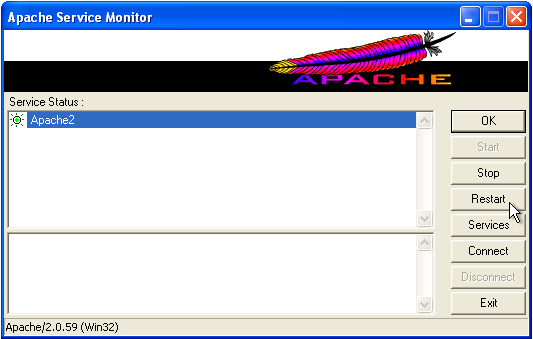 Apache Service Monitor
APACHE
Service Status :
Apache2
OK
Start
Stop
Restart
Services
Connect
Disconnect
Exit
Apache/2.0.59 (Win32)